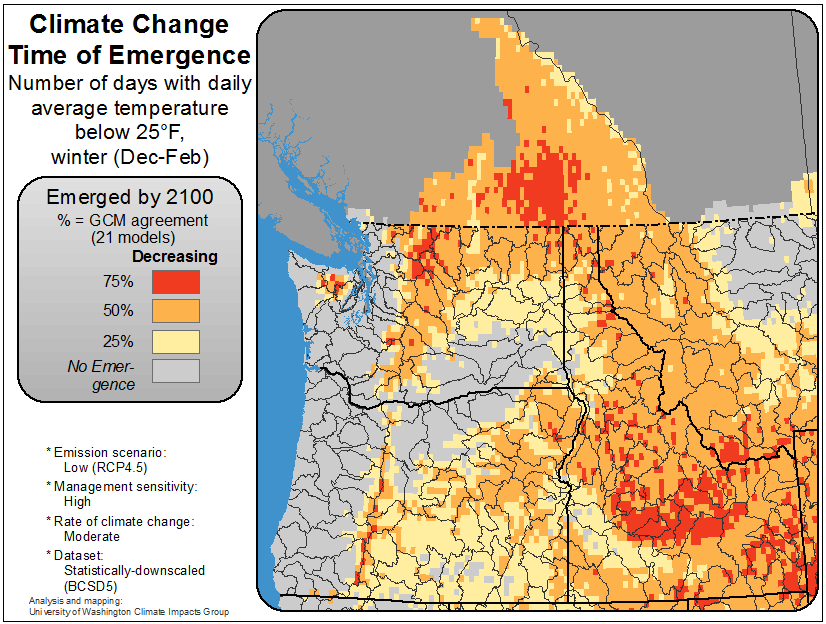 Climate Change
Time of Emergence
Number of days with daily
average temperature
below 25°F,
winter (Dec-Feb)
Emerged by 2100
% = GCM agreement
(21 models)
Decreasing
75%
50%
25%
No Emer-
gence
* Emission scenario:
Low (RCP4.5)
* Management sensitivity:
High
* Rate of climate change:
Moderate
* Dataset:
Statistically-downscaled
(BCSD5)
Analysis and mapping:
University of Washington Climate Impacts Group